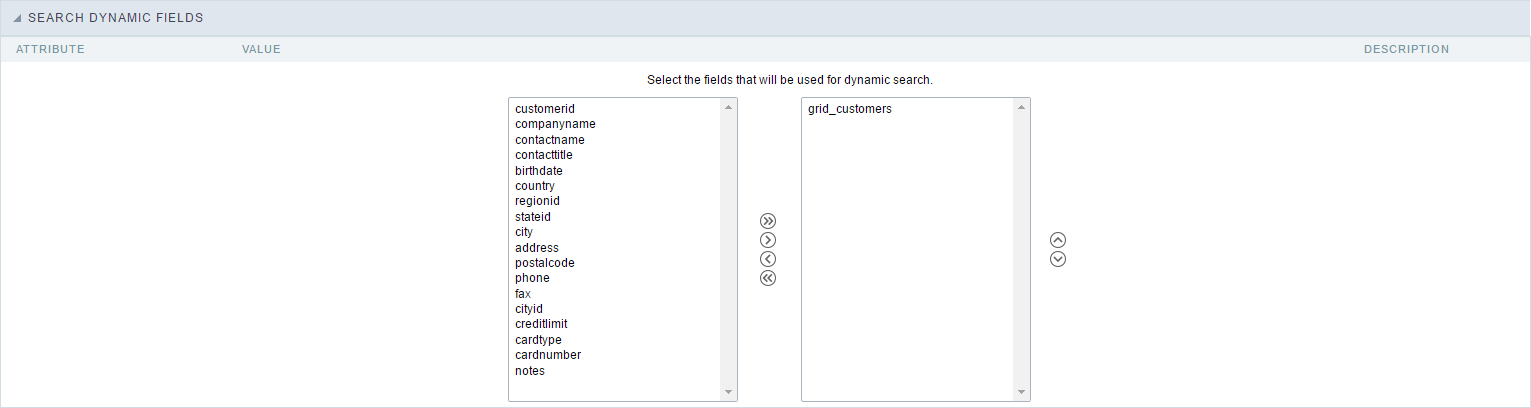 SEARCH DYNAMIC FIELDS
ATTRIBUTE VALUE DESCRIPTION
Select the fields that will be used for dynamic search.
customerid
companyname
contactname
contacttitle
birthdate
country
regionid
stateid
city
address
postalcode
phone
fax
cityid
creditlimit
cardtype
cardnumber
notes
grid_customers